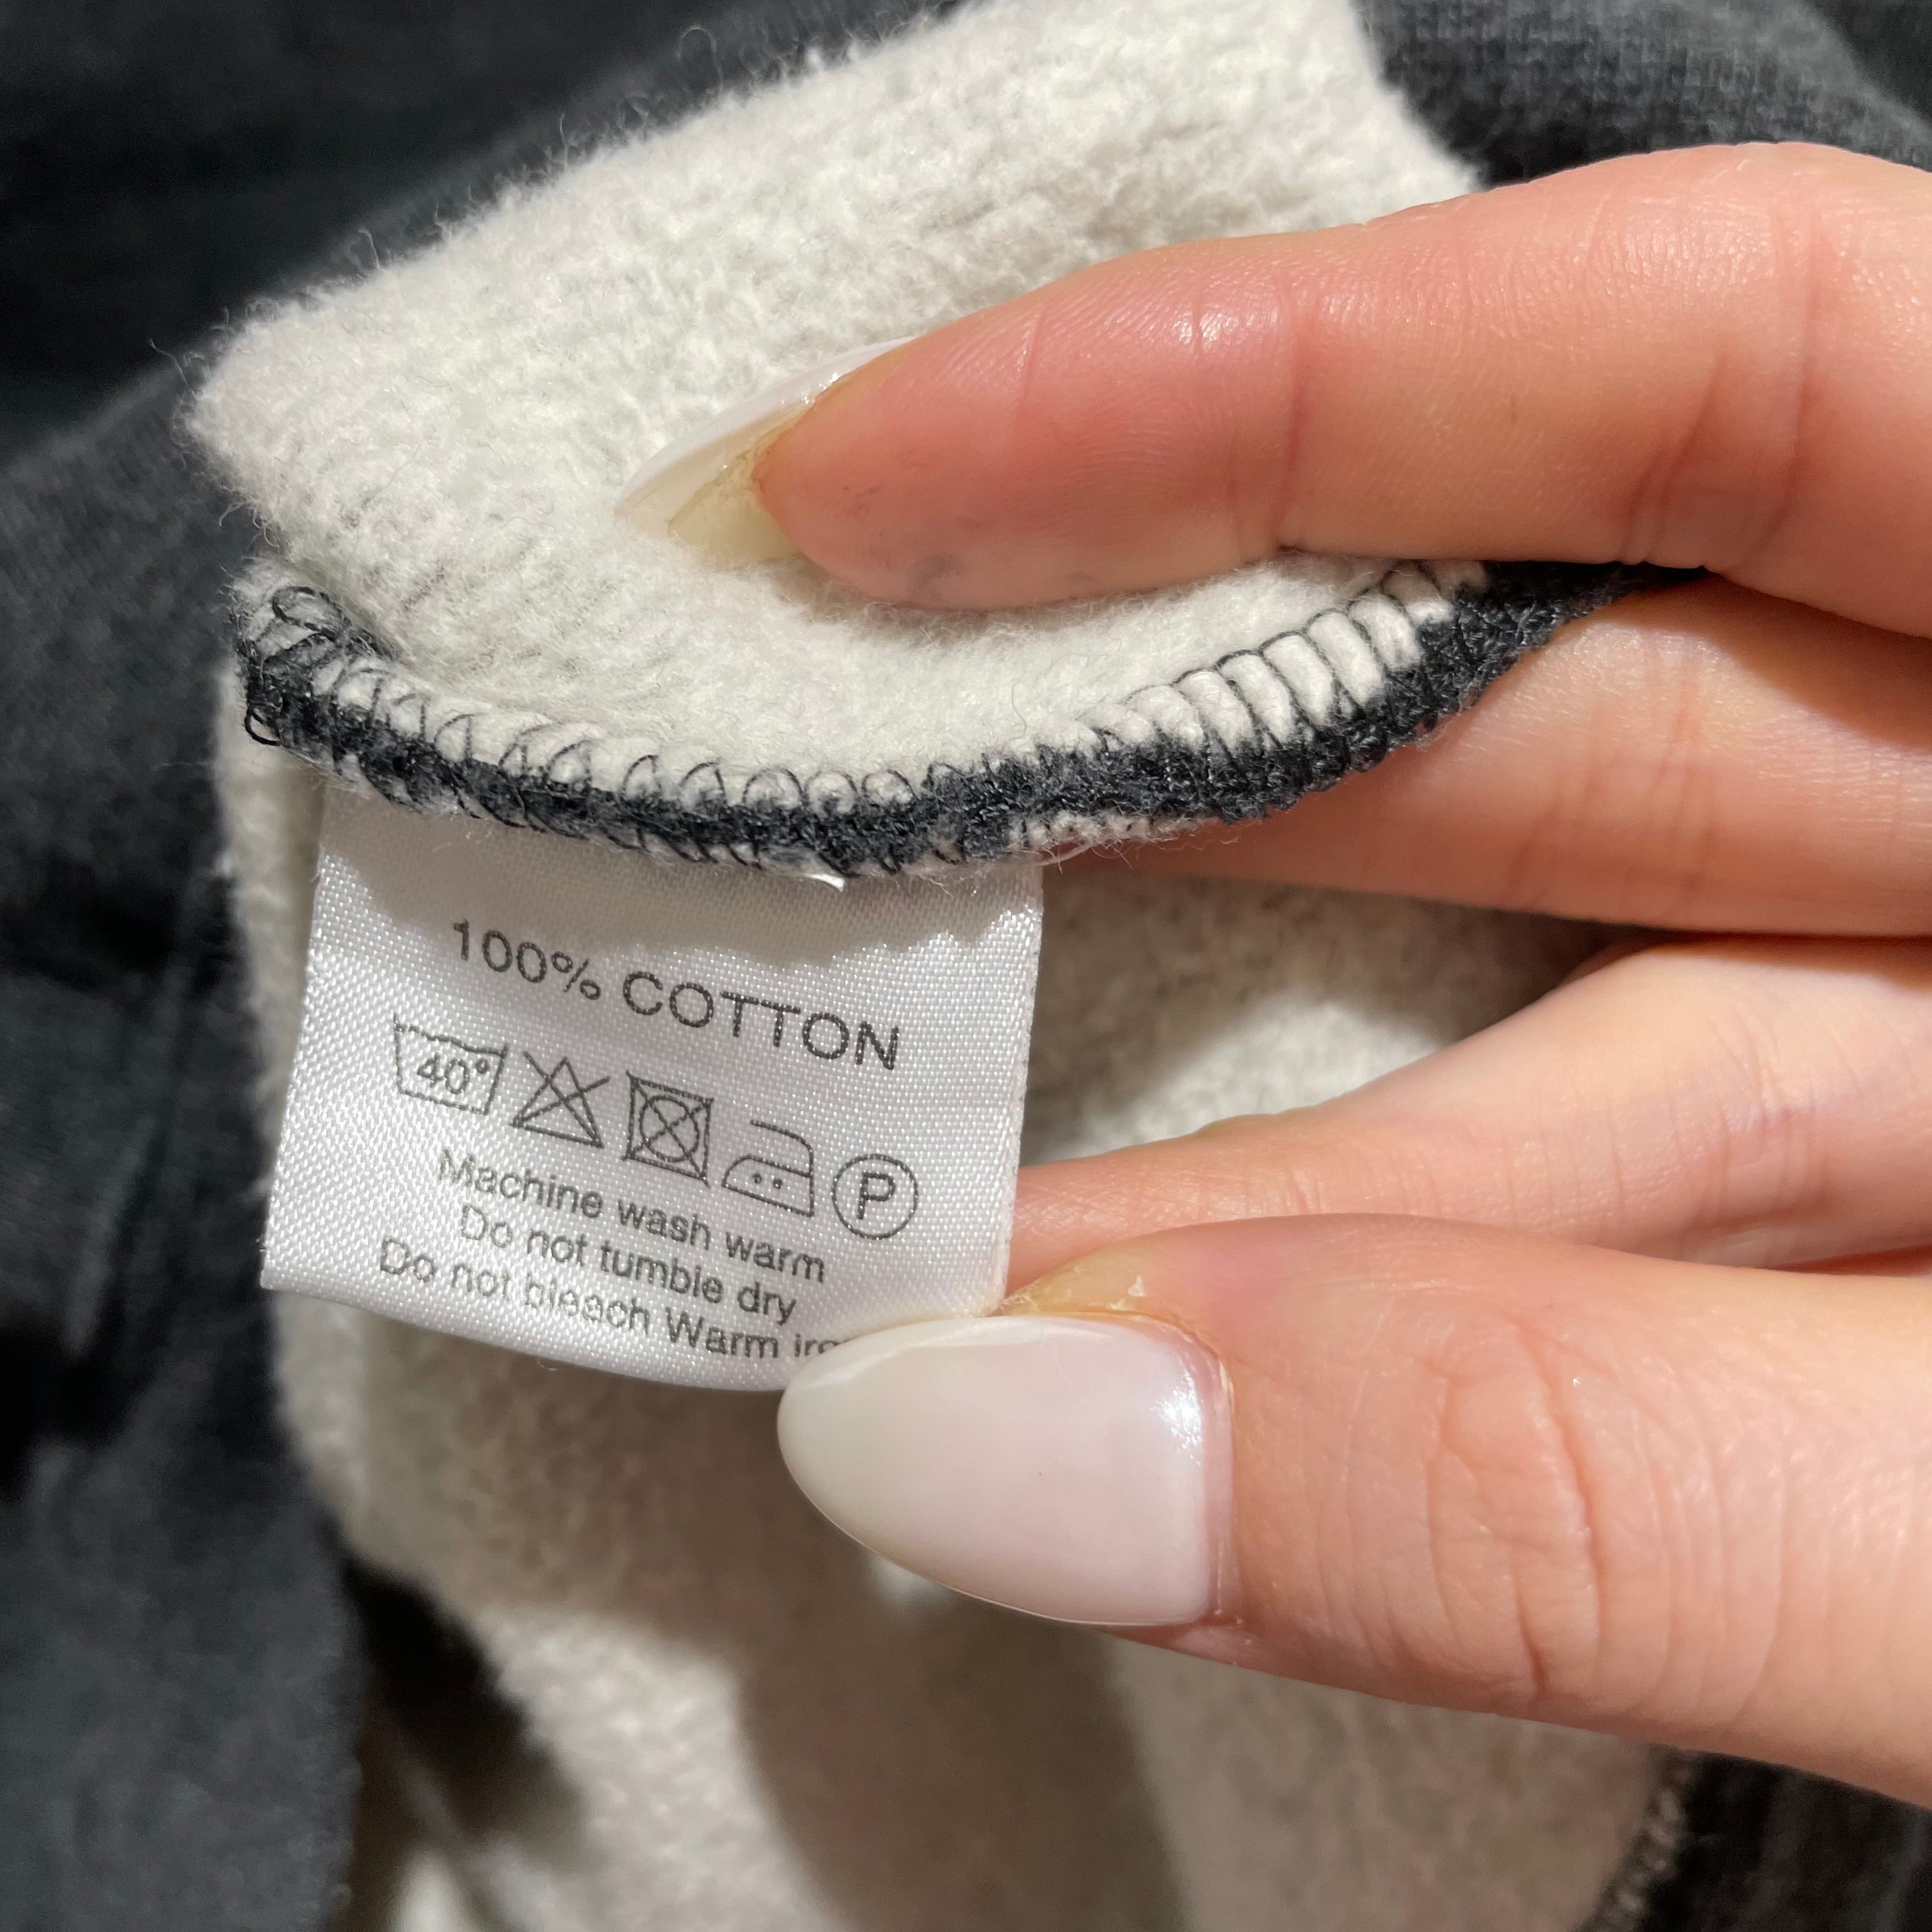 100% COTTON
40° P
Machine wash warm
Do not tumble dry
Do not bleach Warm